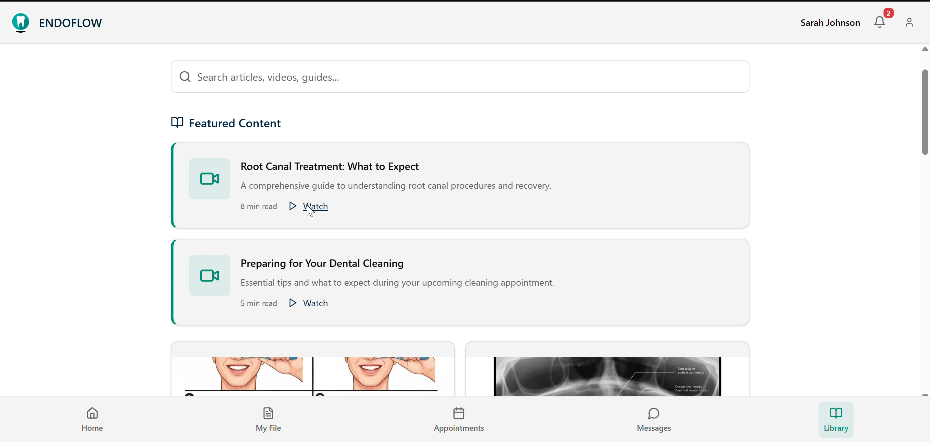 ENDOFLOW
Sarah Johnson
2
Search articles, videos, guides...
Featured Content
Root Canal Treatment: What to Expect
A comprehensive guide to understanding root canal procedures and recovery.
8 min read Watch
Preparing for Your Dental Cleaning
Essential tips and what to expect during your upcoming cleaning appointment.
5 min read Watch
Home
My File
Appointments
Messages
Library